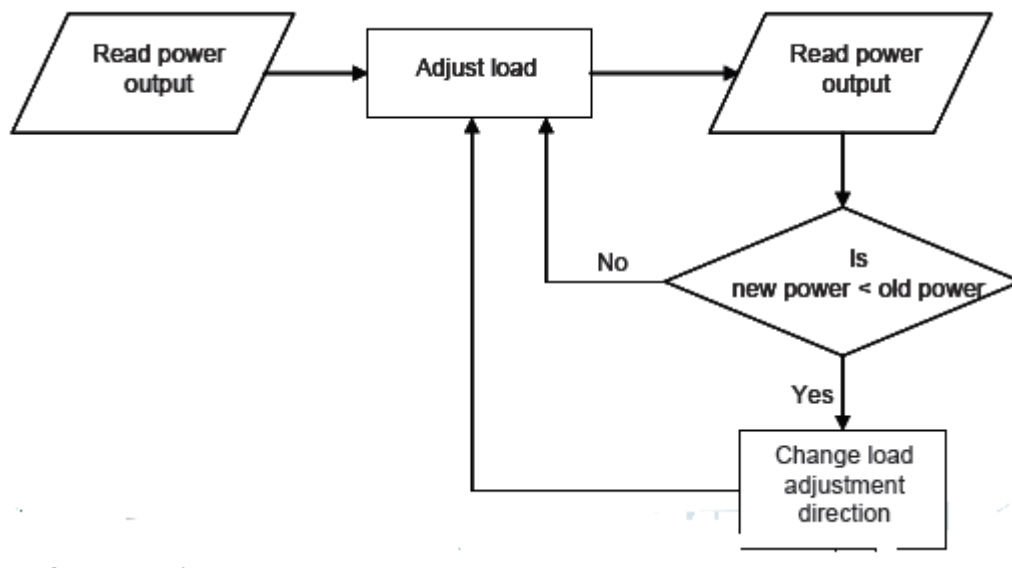 Read power
output
Adjust load
Read power
output
Is
new power < old power
No
Yes
Change load
adjustment
direction